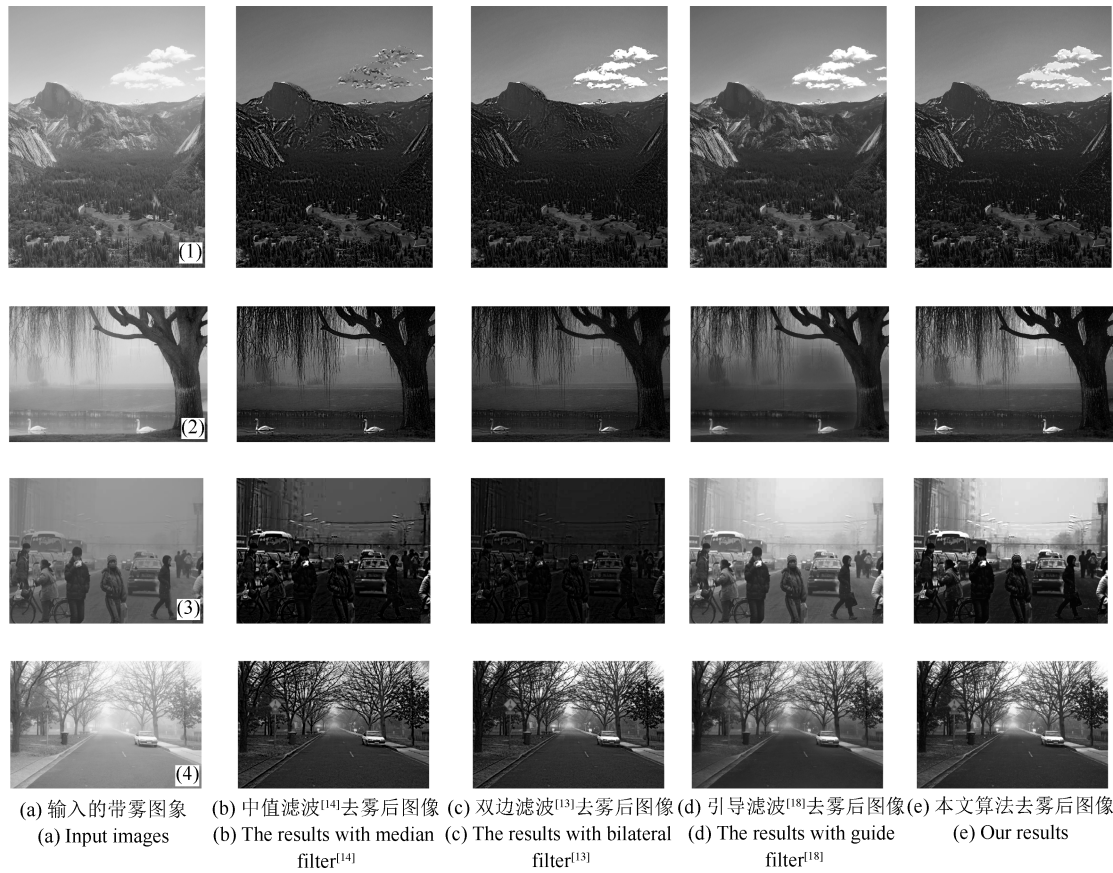 (1)
(2)
(3)
(4)
(a) 输入的带雾图象
(a) Input images
(b) 中值滤波[14]去雾后图像
(b) The results with median
filter[14]
(c) 双边滤波[13]去雾后图像
(c) The results with bilateral
filter[13]
(d) 引导滤波[18]去雾后图像
(d) The results with guide
filter[18]
(e) 本文算法去雾后图像
(e) Our results